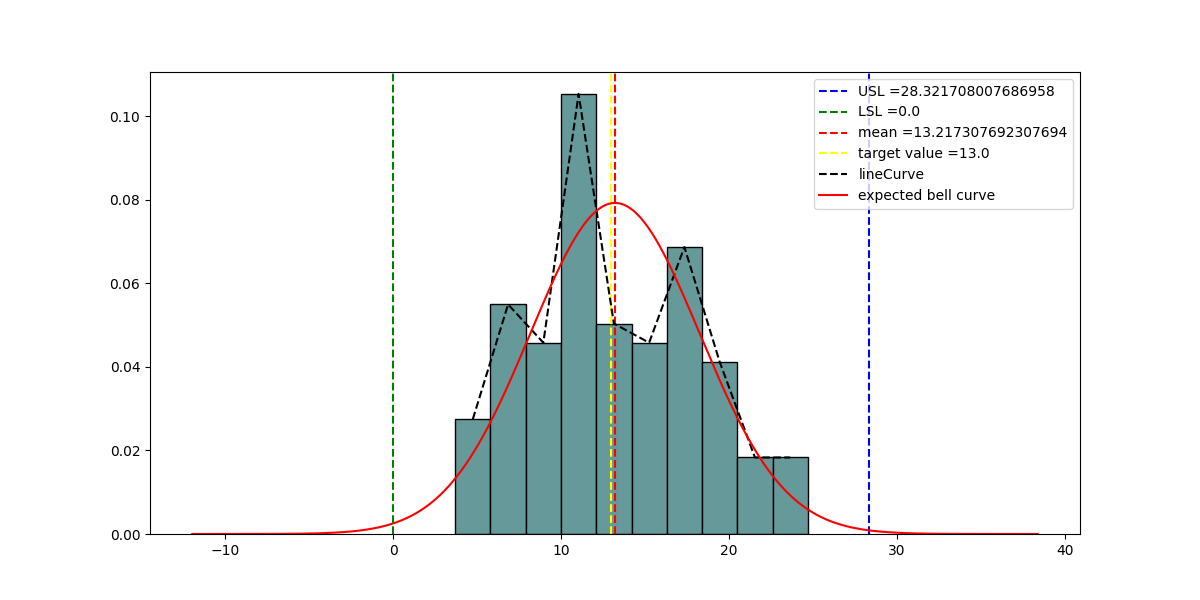 USL =28.321708007686958
LSL =0.0
mean =13.217307692307694
target value =13.0
lineCurve
expected bell curve
0.10
0.08
0.06
0.04
0.02
0.00
−10 0 10 20 30 40